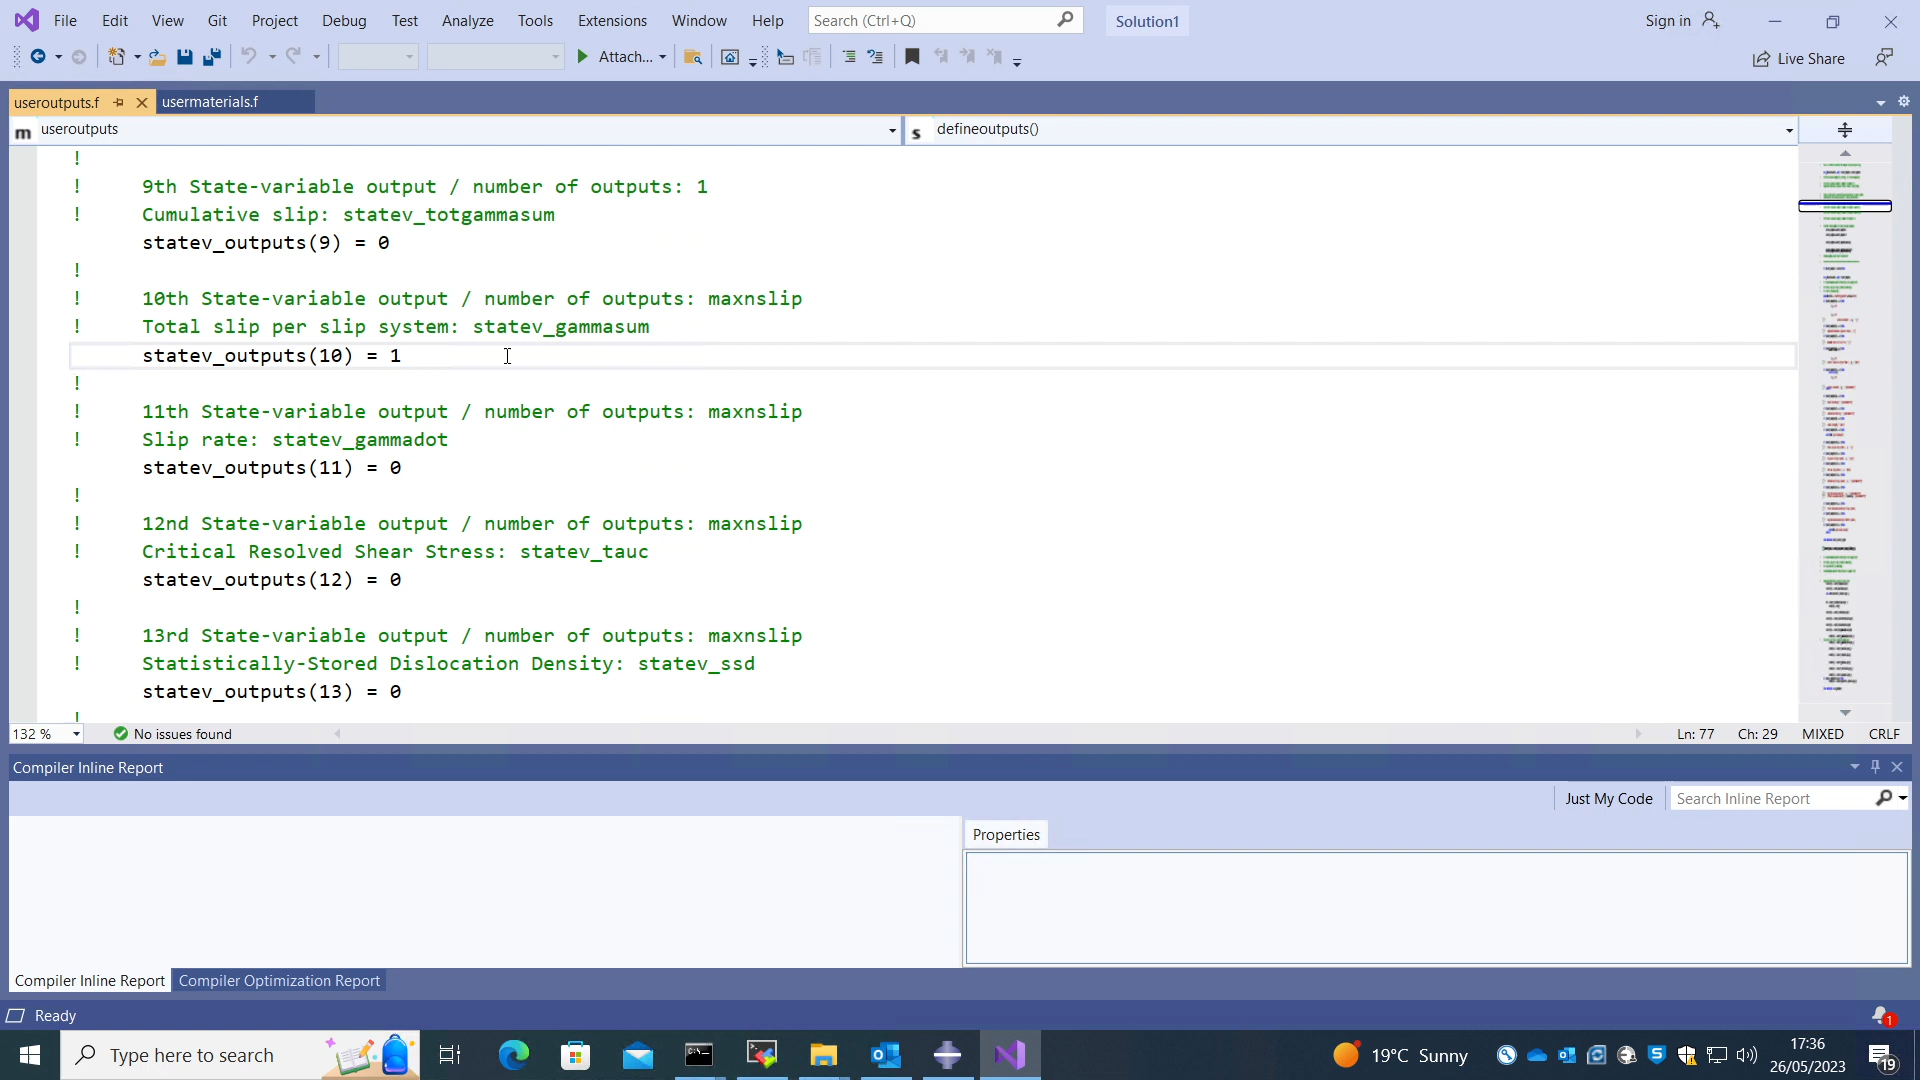 File Edit View Git Project Debug Test Analyze Tools Extensions Window Help Search (Ctrl+Q) Solution1 Sign in
Attach... Live Share
useroutputs.f usermaterials.f
m useroutputs s defineoutputs()
!
! 9th State-variable output / number of outputs: 1
! Cumulative slip: statev_totgammasum
statev_outputs(9) = 0
!
! 10th State-variable output / number of outputs: maxnslip
! Total slip per slip system: statev_gammasum
statev_outputs(10) = 1
!
! 11th State-variable output / number of outputs: maxnslip
! Slip rate: statev_gammadot
statev_outputs(11) = 0
!
! 12nd State-variable output / number of outputs: maxnslip
! Critical Resolved Shear Stress: statev_tauc
statev_outputs(12) = 0
!
! 13rd State-variable output / number of outputs: maxnslip
! Statistically-Stored Dislocation Density: statev_ssd
statev_outputs(13) = 0
!
132 % No issues found Ln: 77 Ch: 29 MIXED CRLF
Compiler Inline Report
Just My Code Search Inline Report
Properties
Compiler Inline Report Compiler Optimization Report
Ready 1
Type here to search 19°C Sunny 17:36
26/05/2023 19